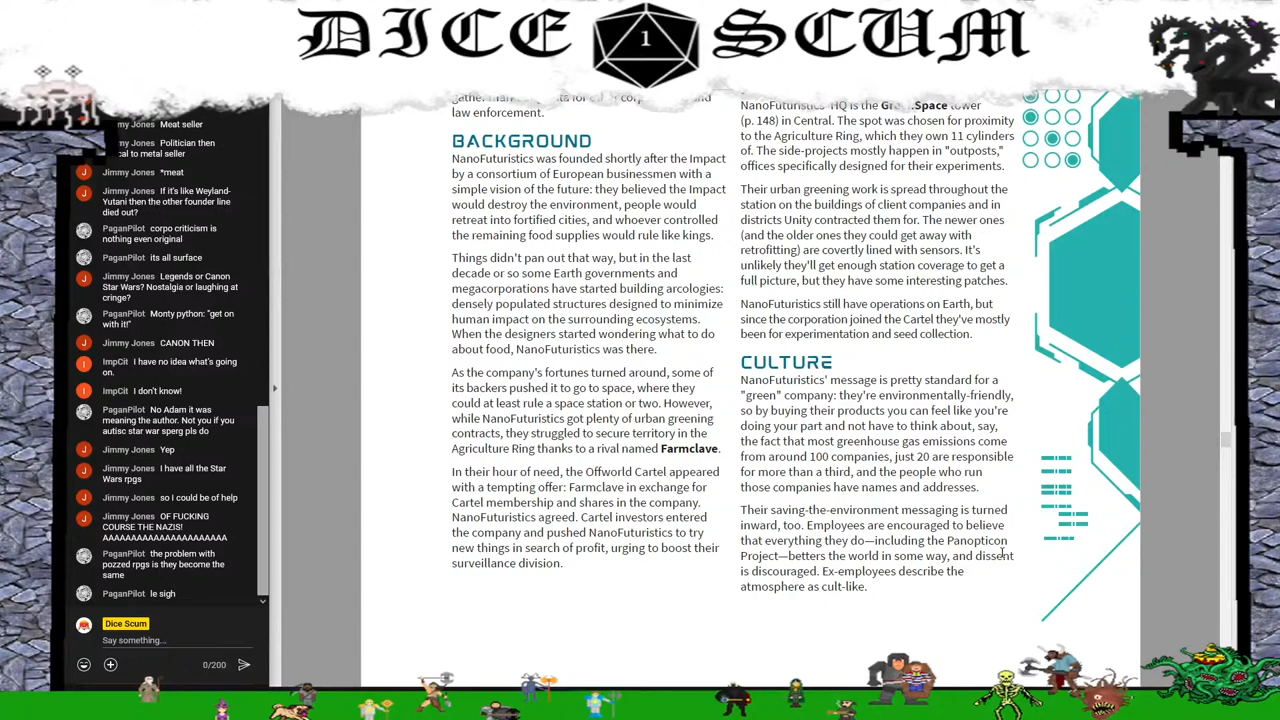 DICE 1 SCUM
Jimmy Jones Meat seller
Jimmy Jones Politician then
cal to metal seller
Jimmy Jones *meat
Jimmy Jones If it's like Weyland-
Yutani then the other founder line
died out?
PaganPilot corpo criticism is
nothing even original
PaganPilot its all surface
Jimmy Jones Legends or Canon
Star Wars? Nostalgia or laughing at
cringe?
PaganPilot Monty python: "get on
with it!"
Jimmy Jones CANON THEN
ImpCit I have no idea what's going
on.
ImpCit I don't know!
PaganPilot No Adam it was
meaning the author. Not you if you
autisc star war sperg pls do
Jimmy Jones Yep
Jimmy Jones I have all the Star
Wars rpgs
Jimmy Jones so I could be of help
Jimmy Jones OF FUCKING
COURSE THE NAZIS!
AAAAAAAAAAAAAAAAAAAAAAA
PaganPilot the problem with
pozzed rpgs is they become the
same
PaganPilot le sigh
Dice Scum
Say something...
0/200
law enforcement.
BACKGROUND
NanoFuturistics was founded shortly after the Impact
by a consortium of European businessmen with a
simple vision of the future: they believed the Impact
would destroy the environment, people would
retreat into fortified cities, and whoever controlled
the remaining food supplies would rule like kings.
Things didn't pan out that way, but in the last
decade or so some Earth governments and
megacorporations have started building arcologies:
densely populated structures designed to minimize
human impact on the surrounding ecosystems.
When the designers started wondering what to do
about food, NanoFuturistics was there.
As the company's fortunes turned around, some of
its backers pushed it to go to space, where they
could at least rule a space station or two. However,
while NanoFuturistics got plenty of urban greening
contracts, they struggled to secure territory in the
Agriculture Ring thanks to a rival named Farmclave.
In their hour of need, the Offworld Cartel appeared
with a tempting offer: Farmclave in exchange for
Cartel membership and shares in the company.
NanoFuturistics agreed. Cartel investors entered
the company and pushed NanoFuturistics to try
new things in search of profit, urging to boost their
surveillance division.
NanoFuturistics' HQ is the GreenSpace tower
(p. 148) in Central. The spot was chosen for proximity
to the Agriculture Ring, which they own 11 cylinders
of. The side-projects mostly happen in "outposts,"
offices specifically designed for their experiments.
Their urban greening work is spread throughout the
station on the buildings of client companies and in
districts Unity contracted them for. The newer ones
(and the older ones they could get away with
retrofitting) are covertly lined with sensors. It's
unlikely they'll get enough station coverage to get a
full picture, but they have some interesting patches.
NanoFuturistics still have operations on Earth, but
since the corporation joined the Cartel they've mostly
been for experimentation and seed collection.
CULTURE
NanoFuturistics' message is pretty standard for a
"green" company: they're environmentally-friendly,
so by buying their products you can feel like you're
doing your part and not have to think about, say,
the fact that most greenhouse gas emissions come
from around 100 companies, just 20 are responsible
for more than a third, and the people who run
those companies have names and addresses.
Their saving-the-environment messaging is turned
inward, too. Employees are encouraged to believe
that everything they do—including the Panopticon
Project—betters the world in some way, and dissent
is discouraged. Ex-employees describe the
atmosphere as cult-like.